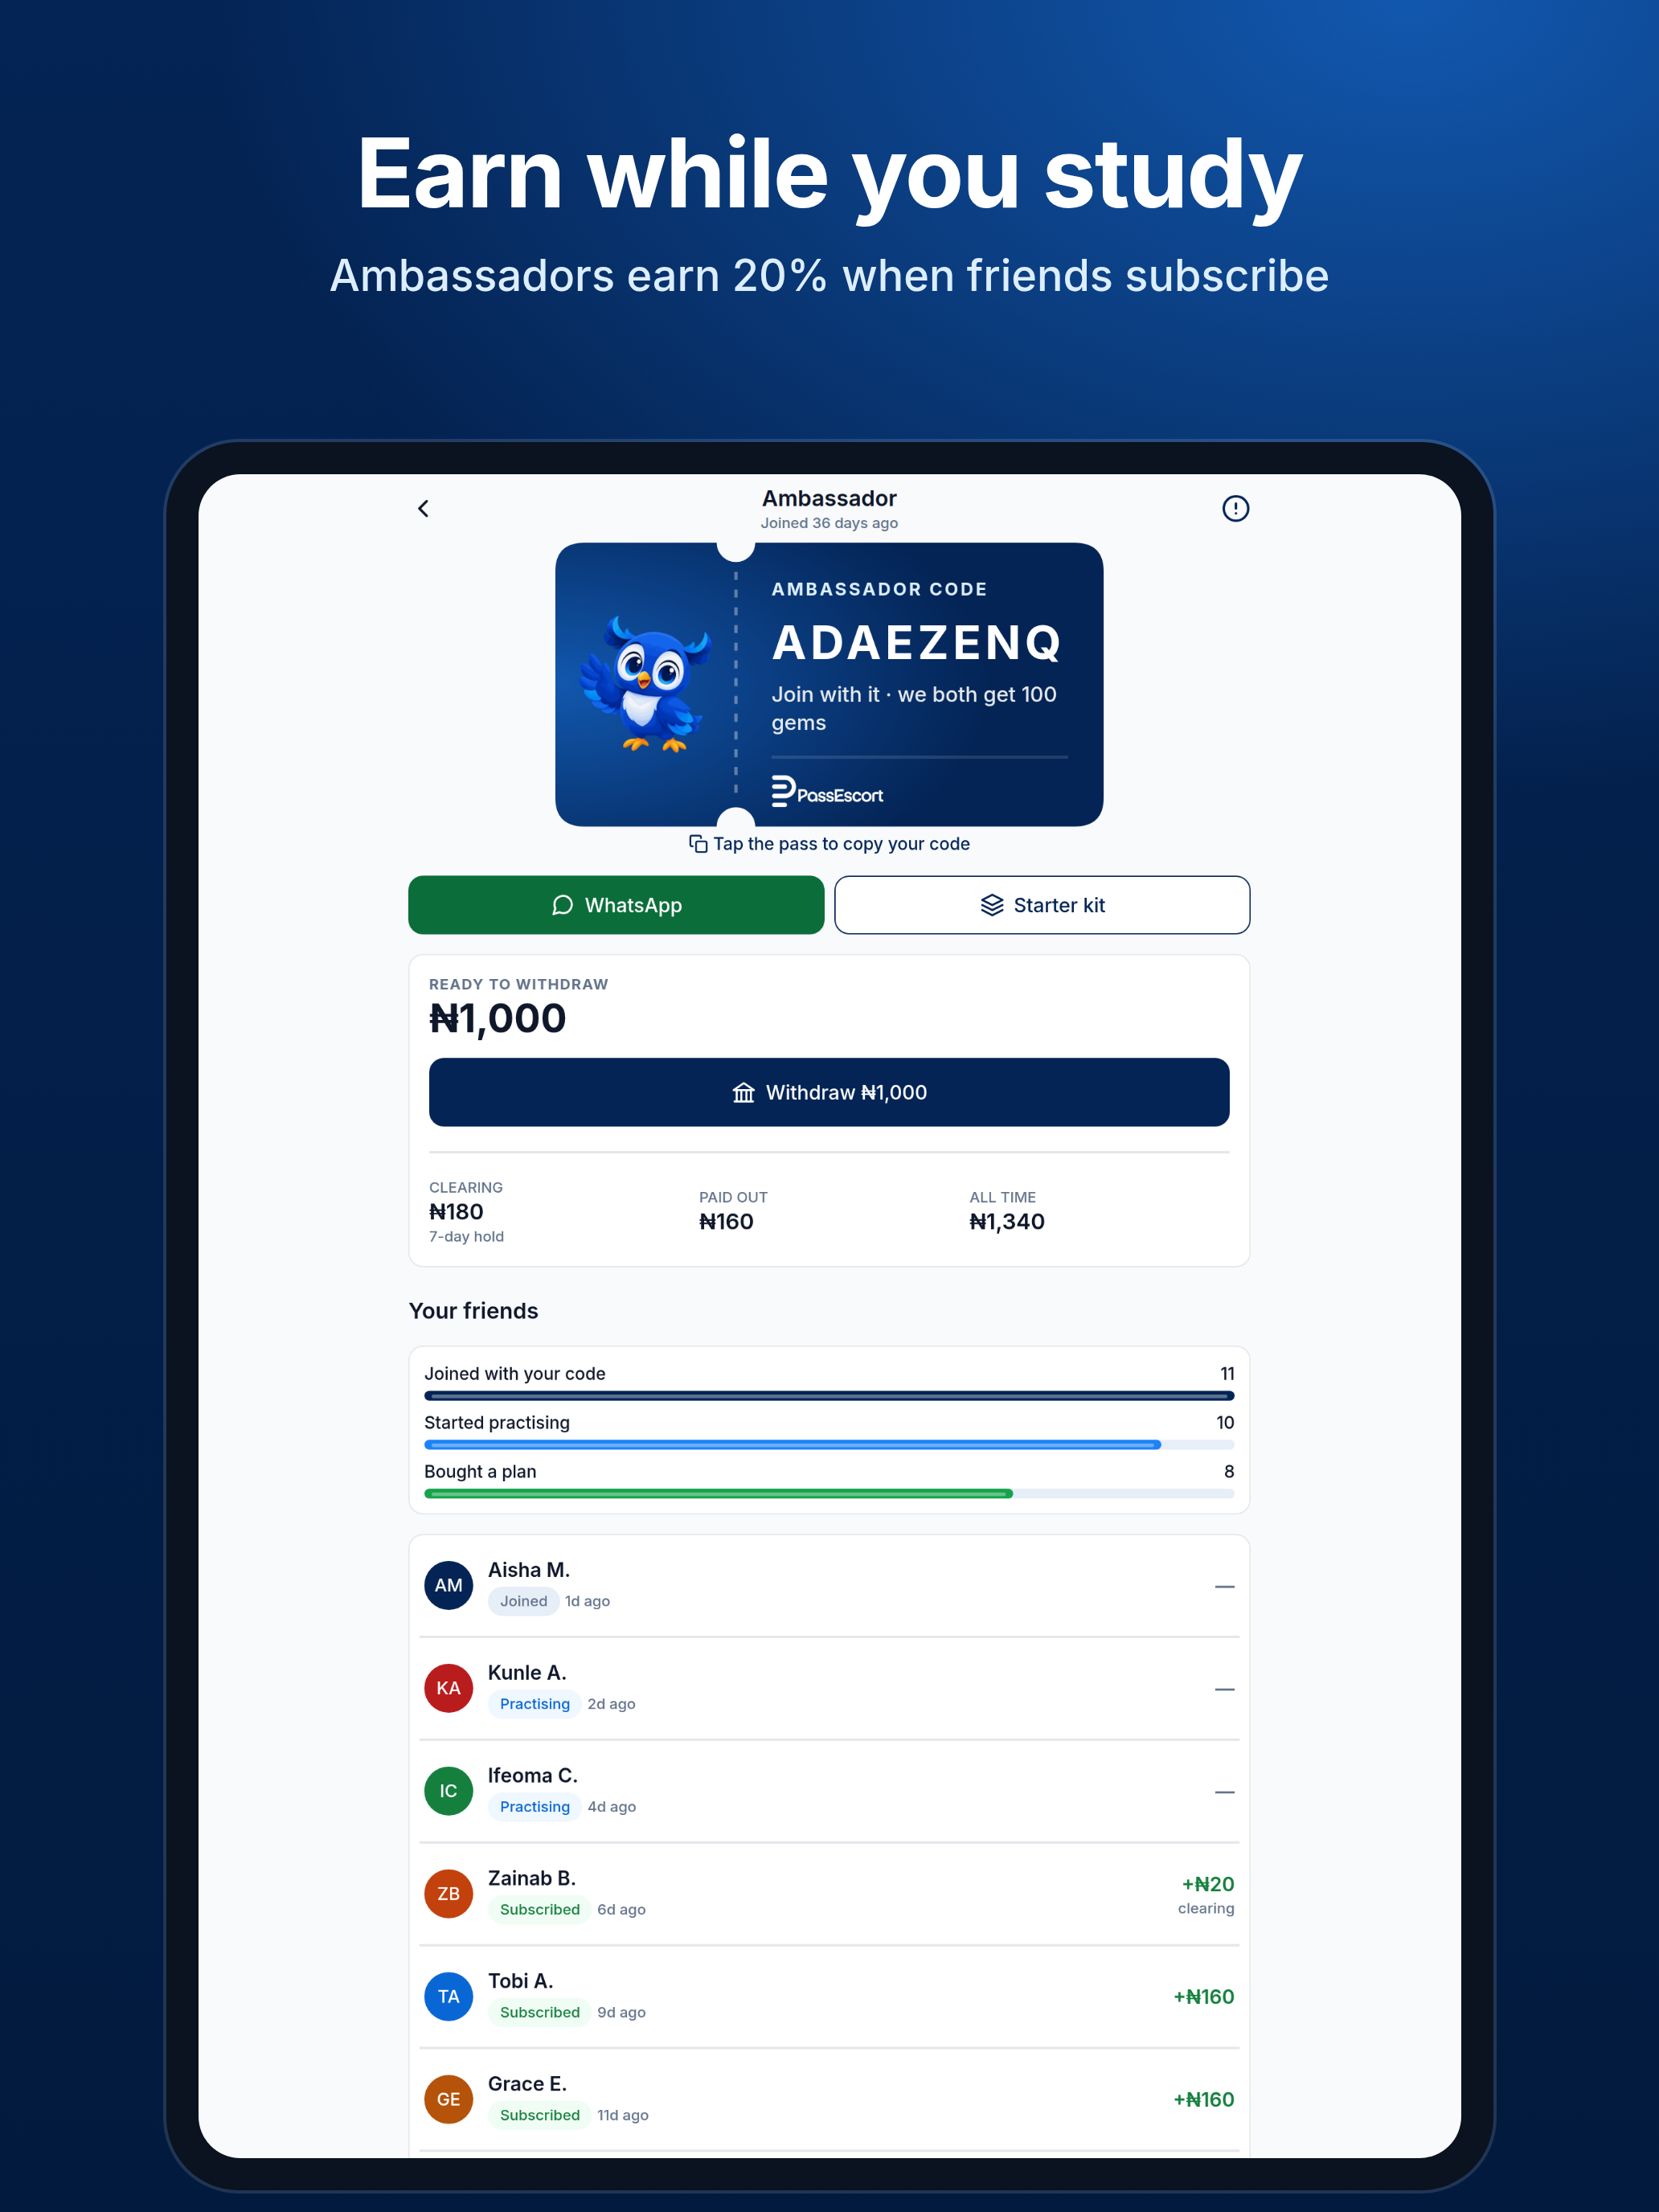 Earn while you study
Ambassadors earn 20% when friends subscribe
Ambassador
Joined 36 days ago
AMBASSADOR CODE
ADAEZENQ
Join with it · we both get 100
gems
PassEscort
Tap the pass to copy your code
WhatsApp
Starter kit
READY TO WITHDRAW
₦1,000
Withdraw ₦1,000
CLEARING
₦180
7-day hold
PAID OUT
₦160
ALL TIME
₦1,340
Your friends
Joined with your code 11
Started practising 10
Bought a plan 8
AM
Aisha M.
Joined 1d ago
—
KA
Kunle A.
Practising 2d ago
—
IC
Ifeoma C.
Practising 4d ago
—
ZB
Zainab B.
Subscribed 6d ago
+₦20
clearing
TA
Tobi A.
Subscribed 9d ago
+₦160
GE
Grace E.
Subscribed 11d ago
+₦160